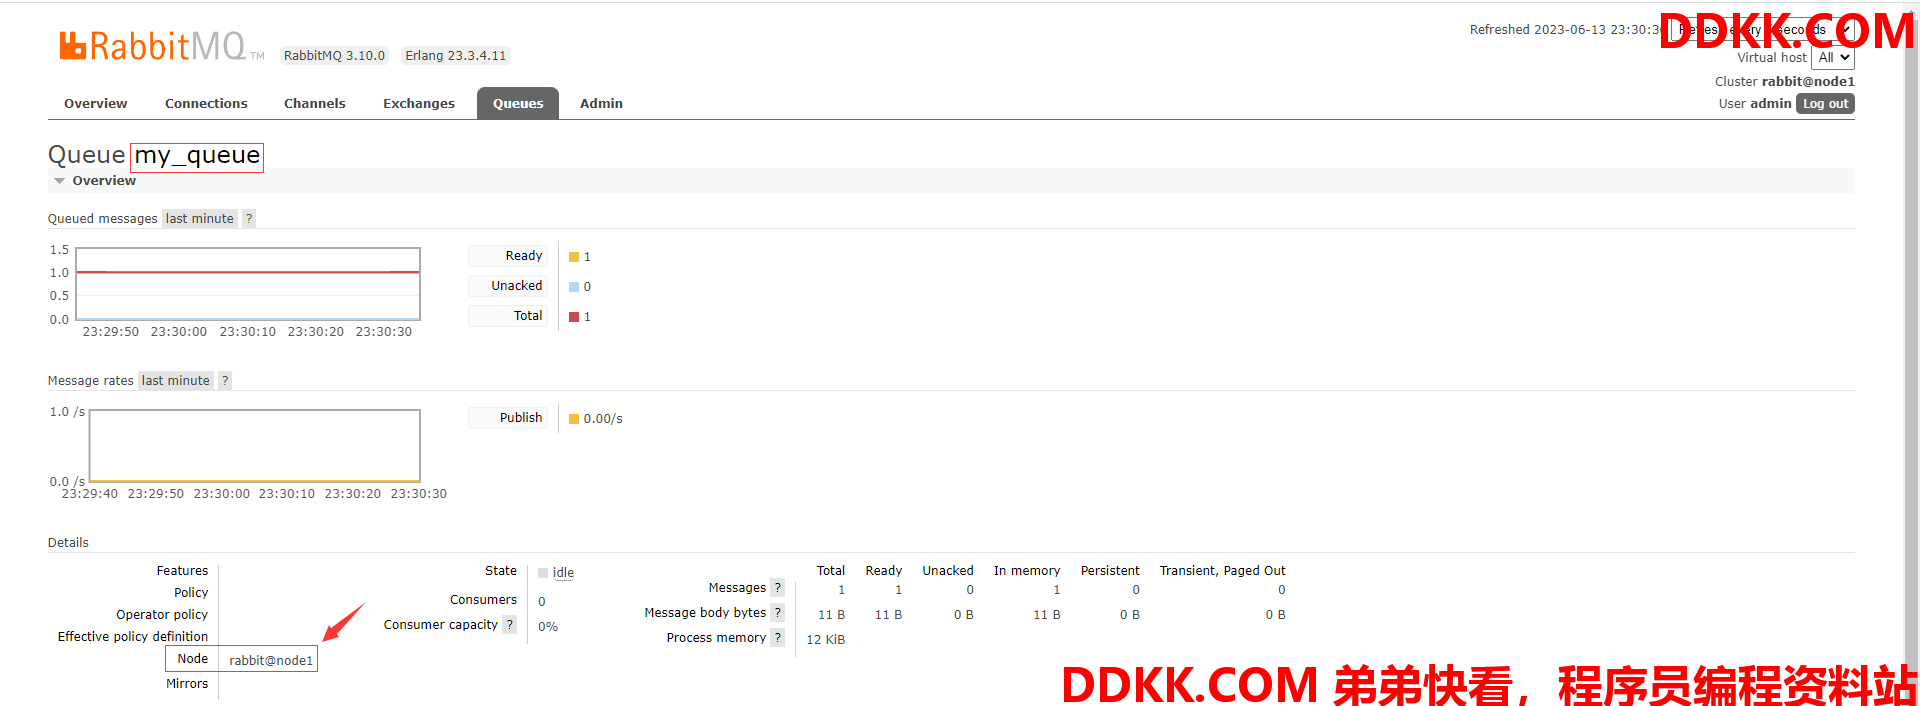 RabbitMQ TM RabbitMQ 3.10.0 Erlang 23.3.4.11
Refreshed 2023-06-13 23:30:3
DDKK.COM
Virtual host All
Cluster rabbit@node1
User admin Log out
Overview Connections Channels Exchanges Queues Admin
Queue my_queue
Overview
Queued messages last minute ?
1.5
1.0
0.5
0.0
23:29:50 23:30:00 23:30:10 23:30:20 23:30:30
Ready 1
Unacked 0
Total 1
Message rates last minute ?
1.0 /s
0.0 /s
23:29:40 23:29:50 23:30:00 23:30:10 23:30:20 23:30:30
Publish 0.00/s
Details
Features
Policy
Operator policy
Effective policy definition
Node rabbit@node1
Mirrors
State idle
Consumers 0
Consumer capacity ? 0%
Total Ready Unacked In memory Persistent Transient, Paged Out
Messages ? 1 1 0 1 0 0
Message body bytes ? 11 B 11 B 0 B 11 B 0 B 0 B
Process memory ? 12 KiB
DDKK.COM 弟弟快看，程序员编程资料站